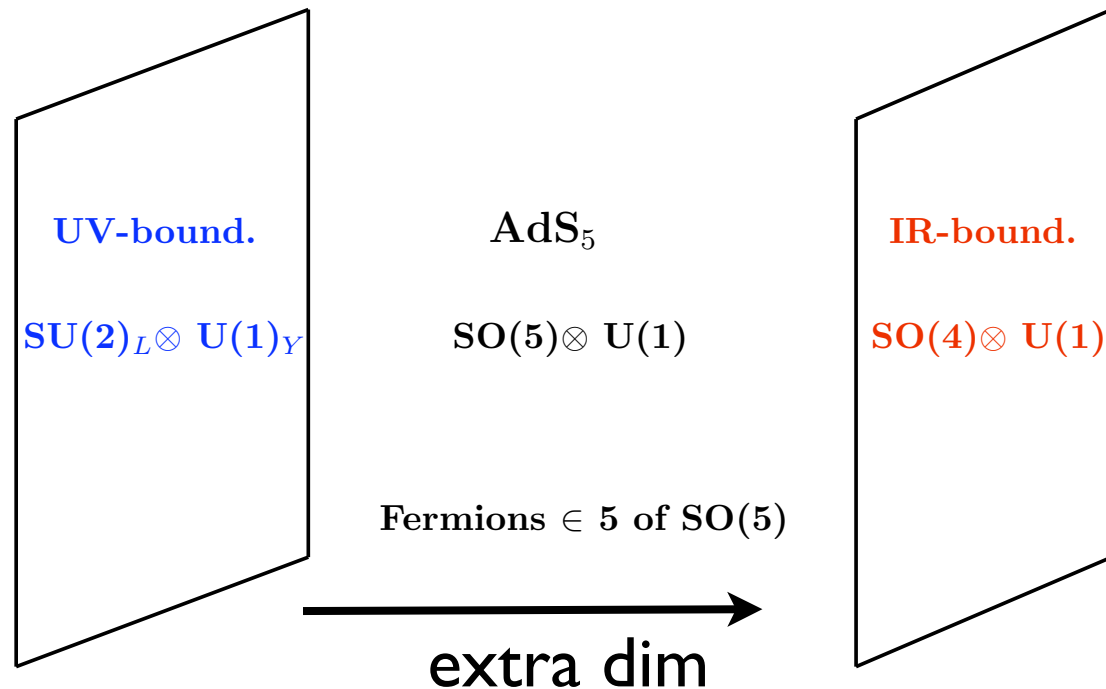 UV-bound.
AdS₅
IR-bound.
SU(2)_L⊗ U(1)_Y
SO(5)⊗ U(1)
SO(4)⊗ U(1)
Fermions ∈ 5 of SO(5)
extra dim